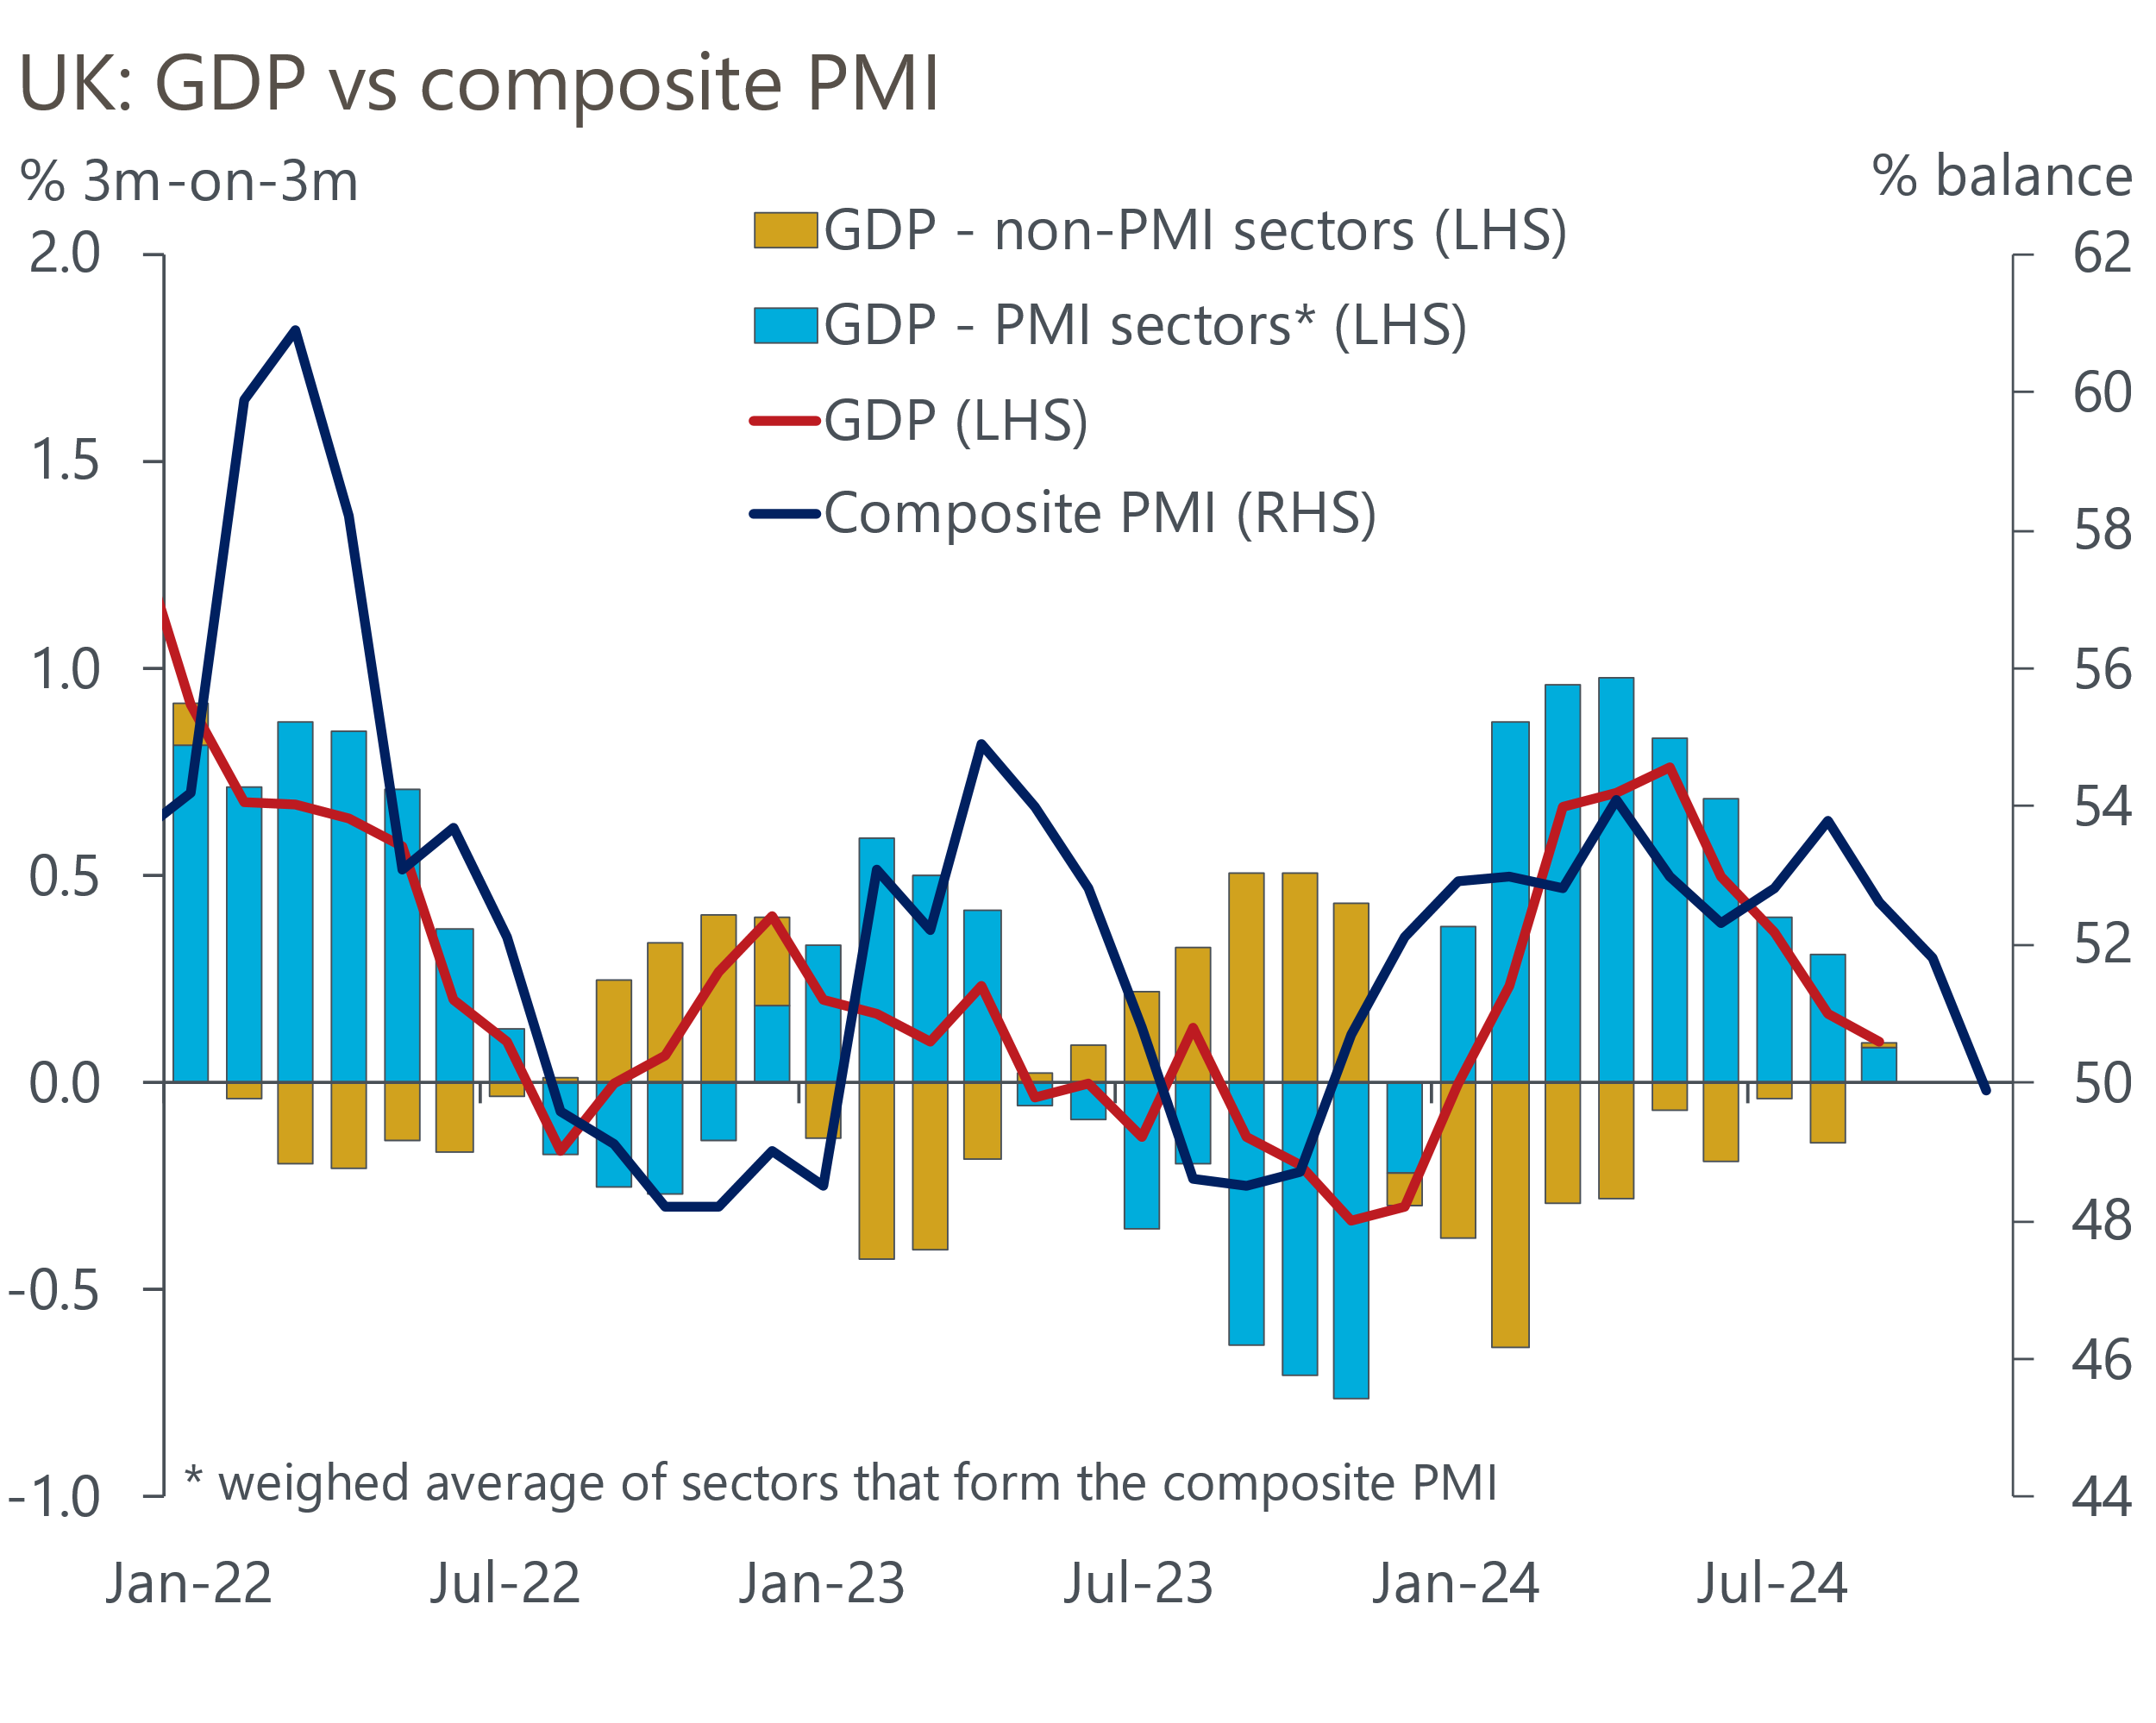 UK: GDP vs composite PMI
% 3m-on-3m
% balance
GDP - non-PMI sectors (LHS)
GDP - PMI sectors* (LHS)
GDP (LHS)
Composite PMI (RHS)
2.0
1.5
1.0
0.5
0.0
-0.5
-1.0
62
60
58
56
54
52
50
48
46
44
* weighed average of sectors that form the composite PMI
Jan-22 Jul-22 Jan-23 Jul-23 Jan-24 Jul-24